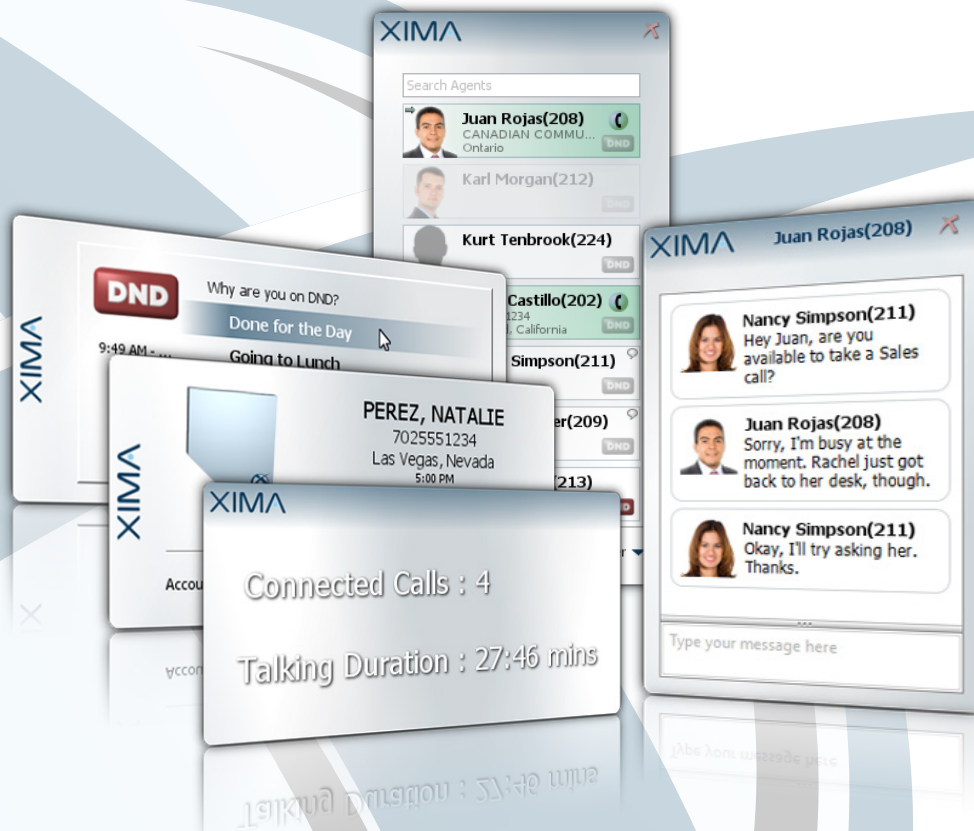 XIMA
Search Agents
Juan Rojas(208)
CANADIAN COMMU...
Ontario
DND
Karl Morgan(212)
DND
Kurt Tenbrook(224)
DND
Castillo(202)
1234
, California
DND
Simpson(211)
DND
er(209)
DND
(213)
XIMA
DND
Why are you on DND?
Done for the Day
9:49 AM - ...
Going to Lunch
XIMA
PEREZ, NATALIE
7025551234
Las Vegas, Nevada
5:00 PM
Accou
XIMA
Connected Calls : 4
Talking Duration : 27:46 mins
XIMA
Juan Rojas(208)
Nancy Simpson(211)
Hey Juan, are you
available to take a Sales
call?
Juan Rojas(208)
Sorry, I'm busy at the
moment. Rachel just got
back to her desk, though.
Nancy Simpson(211)
Okay, I'll try asking her.
Thanks.
Type your message here